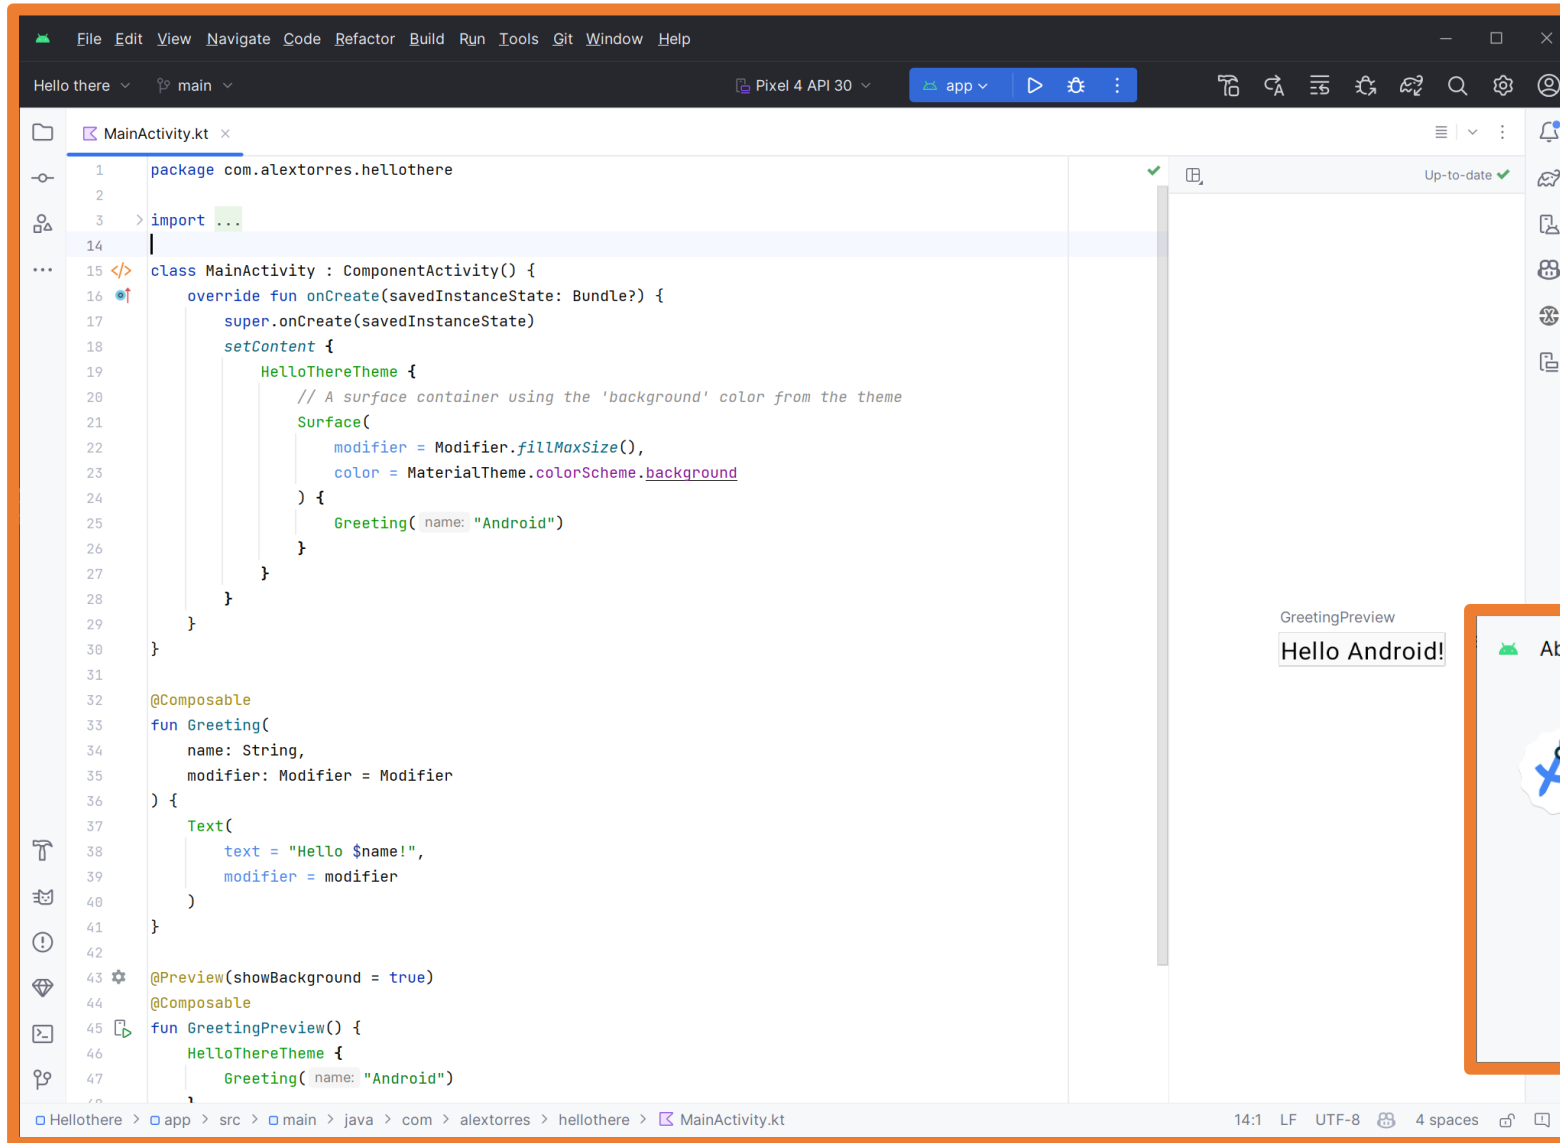 File Edit View Navigate Code Refactor Build Run Tools Git Window Help
Hello there main Pixel 4 API 30 app
MainActivity.kt
Up-to-date
1 package com.alextorres.hellothere
2
3 import ...
14
15 class MainActivity : ComponentActivity() {
16 override fun onCreate(savedInstanceState: Bundle?) {
17 super.onCreate(savedInstanceState)
18 setContent {
19 HelloThereTheme {
20 // A surface container using the 'background' color from the theme
21 Surface(
22 modifier = Modifier.fillMaxSize(),
23 color = MaterialTheme.colorScheme.background
24 ) {
25 Greeting( name: "Android")
26 }
27 }
28 }
29 }
30 }
31
32 @Composable
33 fun Greeting(
34 name: String,
35 modifier: Modifier = Modifier
36 ) {
37 Text(
38 text = "Hello $name!",
39 modifier = modifier
40 )
41 }
42
43 @Preview(showBackground = true)
44 @Composable
45 fun GreetingPreview() {
46 HelloThereTheme {
47 Greeting( name: "Android")
GreetingPreview
Hello Android!
Hellothere > app > src > main > java > com > alextorres > hellothere > MainActivity.kt
14:1 LF UTF-8 4 spaces